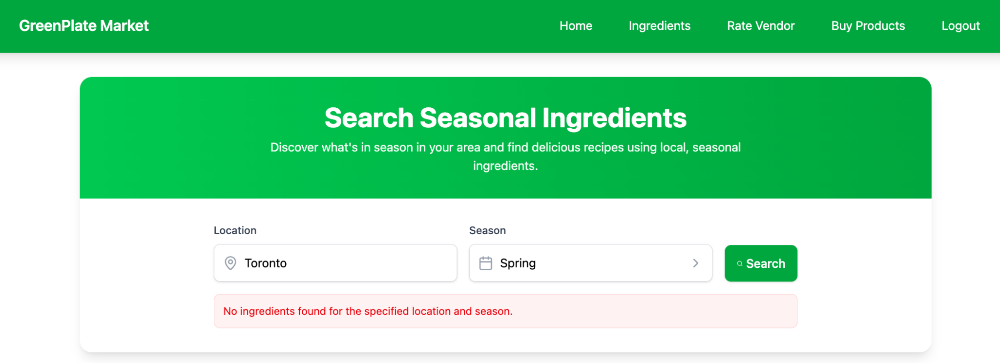 GreenPlate Market
Home
Ingredients
Rate Vendor
Buy Products
Logout
Search Seasonal Ingredients
Discover what's in season in your area and find delicious recipes using local, seasonal
ingredients.
Location
Season
Toronto
Spring
Search
No ingredients found for the specified location and season.